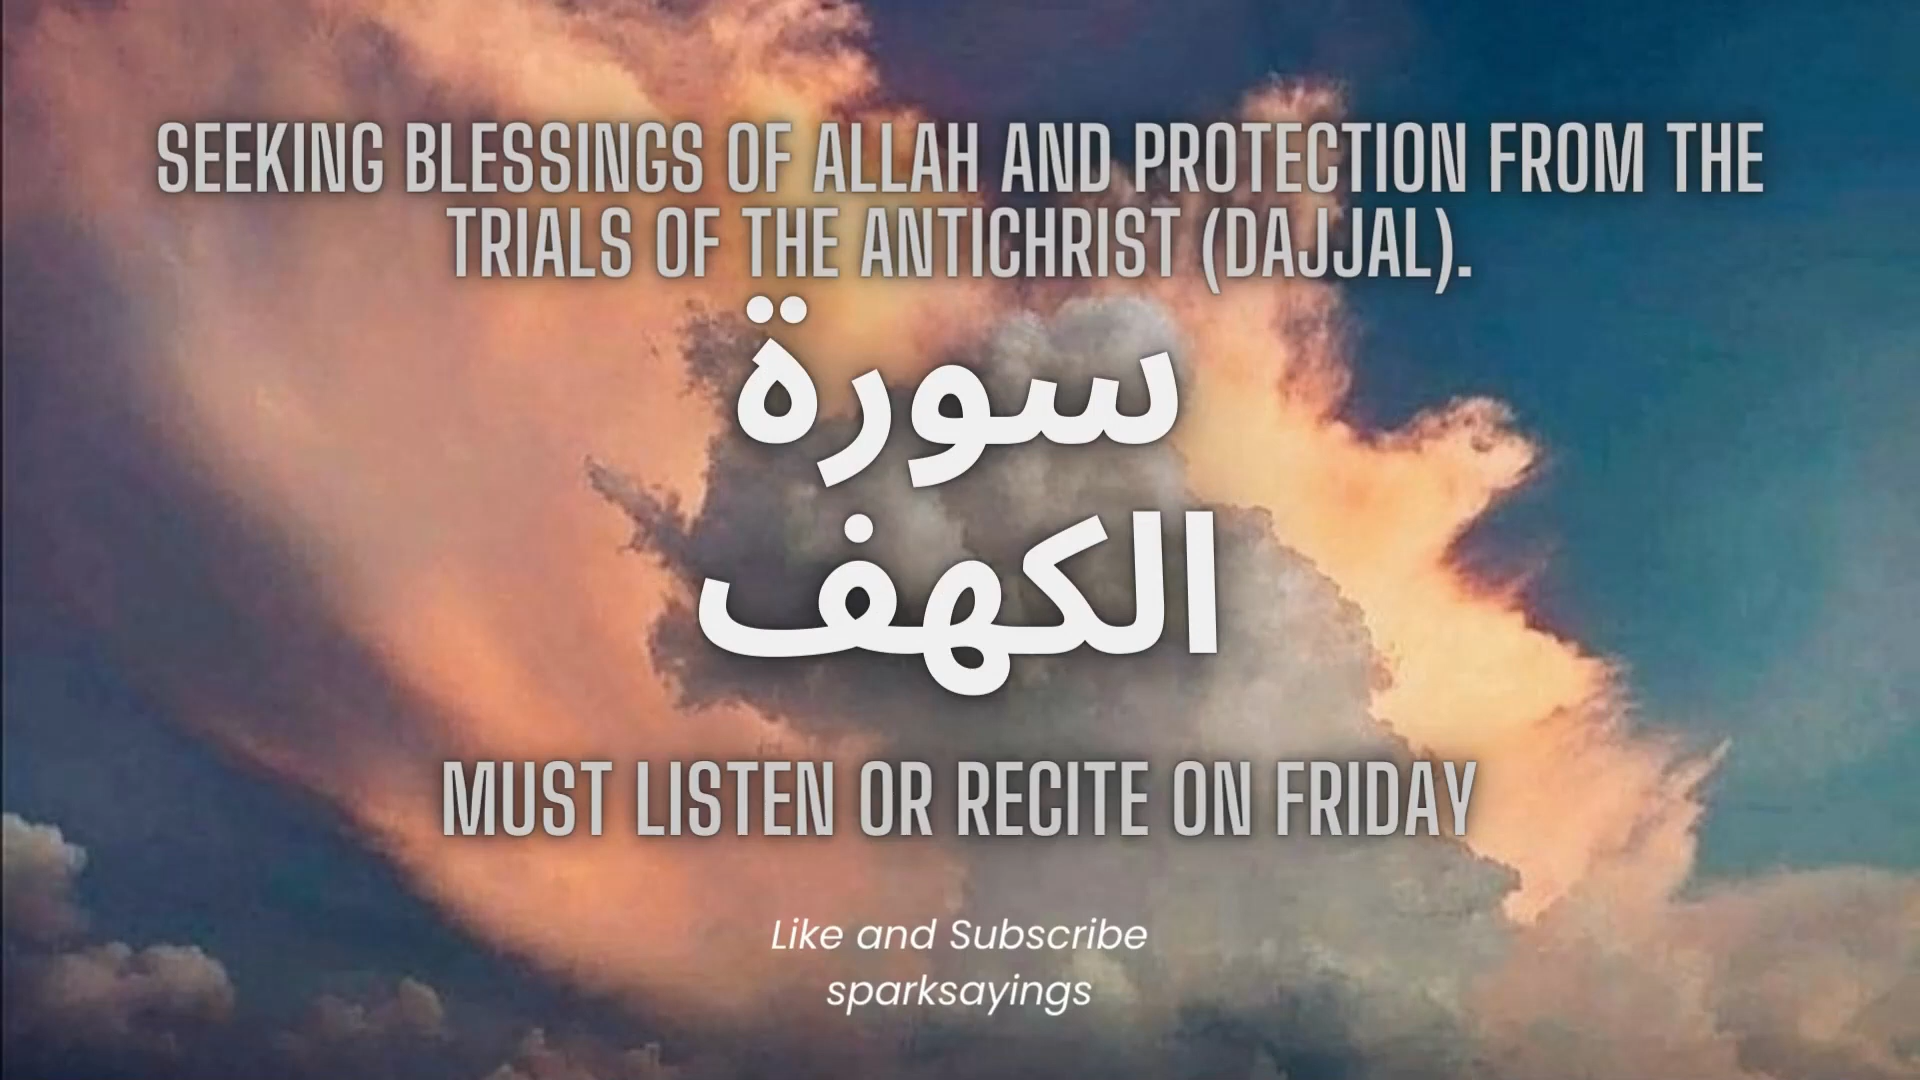 SEEKING BLESSINGS OF ALLAH AND PROTECTION FROM THE
TRIALS OF THE ANTICHRIST (DAJJAL).
سورة
الكهف
MUST LISTEN OR RECITE ON FRIDAY
Like and Subscribe
sparksayings